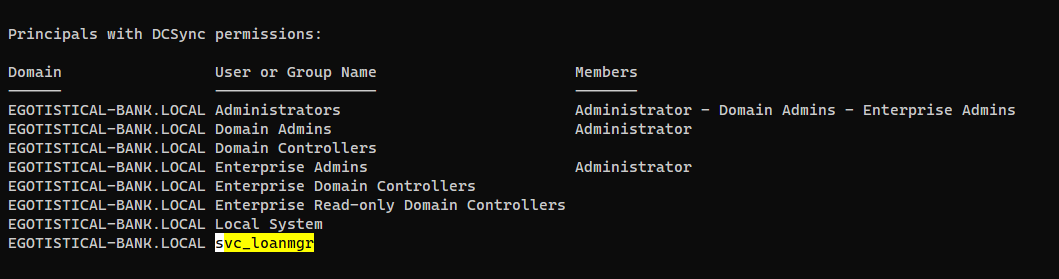 Principals with DCSync permissions:
Domain User or Group Name Members
------ ------------------ -------
EGOTISTICAL-BANK.LOCAL Administrators Administrator - Domain Admins - Enterprise Admins
EGOTISTICAL-BANK.LOCAL Domain Admins Administrator
EGOTISTICAL-BANK.LOCAL Domain Controllers
EGOTISTICAL-BANK.LOCAL Enterprise Admins Administrator
EGOTISTICAL-BANK.LOCAL Enterprise Domain Controllers
EGOTISTICAL-BANK.LOCAL Enterprise Read-only Domain Controllers
EGOTISTICAL-BANK.LOCAL Local System
EGOTISTICAL-BANK.LOCAL svc_loanmgr